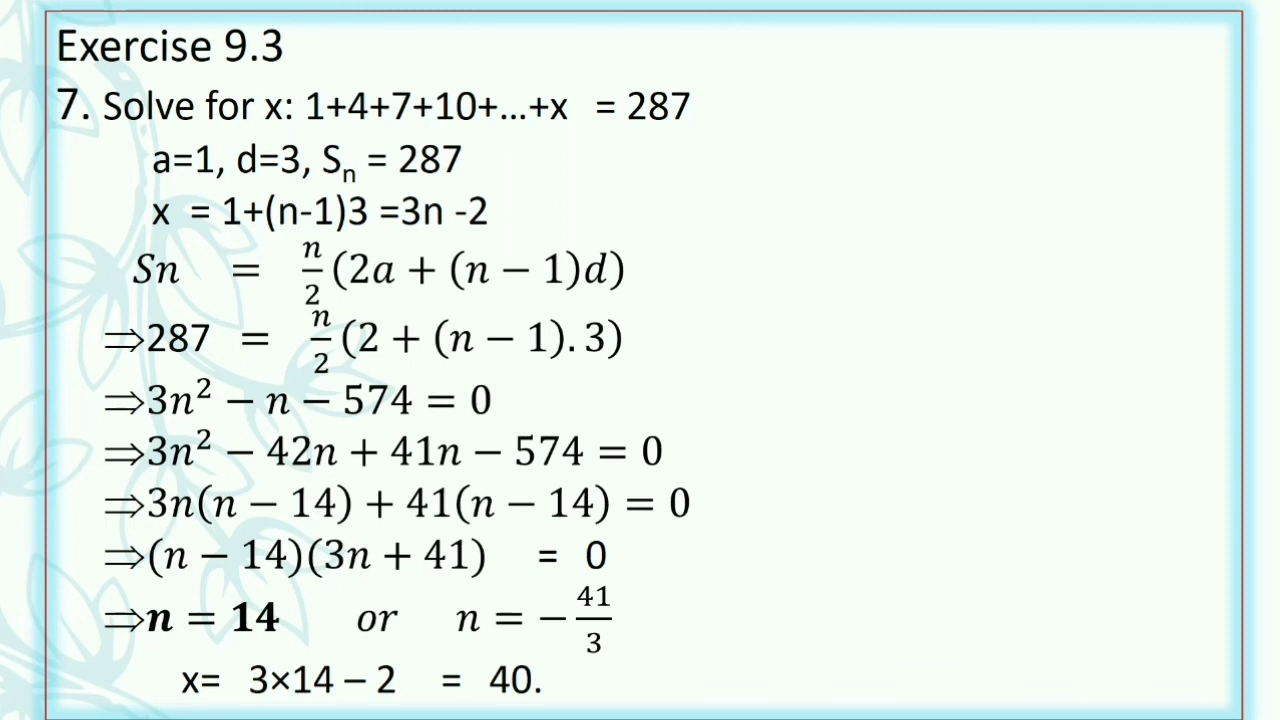 Exercise 9.3
7. Solve for x: 1+4+7+10+...+x = 287
a=1, d=3, Sₙ = 287
x = 1+(n-1)3 =3n -2
Sn = n/2 (2a + (n − 1)d)
⇒287 = n/2 (2 + (n − 1). 3)
⇒3n² − n − 574 = 0
⇒3n² − 42n + 41n − 574 = 0
⇒3n(n − 14) + 41(n − 14) = 0
⇒(n − 14)(3n + 41) = 0
⇒n = 14 or n = − 41/3
x= 3×14 – 2 = 40.